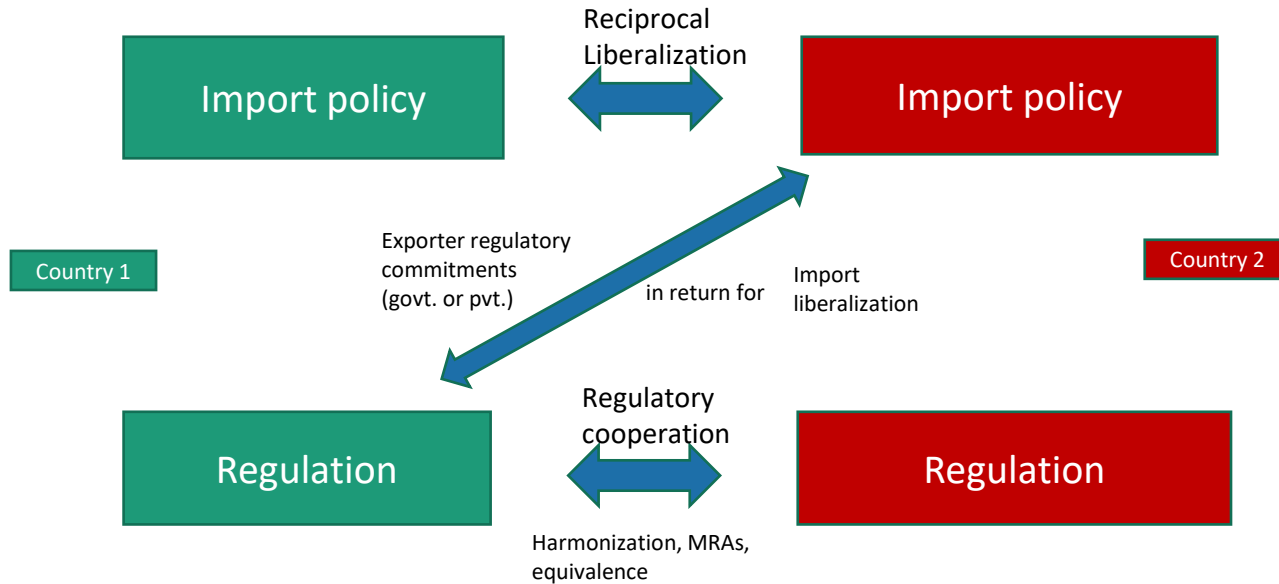 Reciprocal
Liberalization
Import policy
Import policy
Exporter regulatory
commitments
(govt. or pvt.)
in return for
Import
liberalization
Country 1
Country 2
Regulatory
cooperation
Regulation
Regulation
Harmonization, MRAs,
equivalence